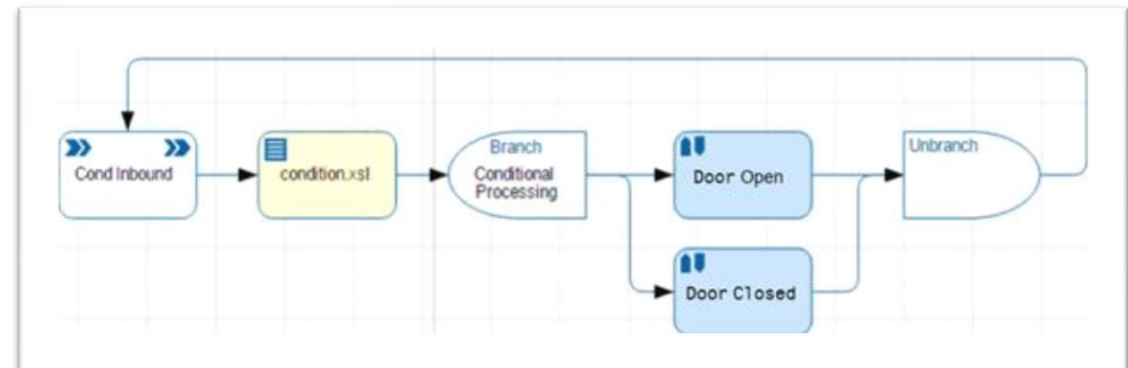 Cond Inbound
condition.xsl
Branch
Conditional
Processing
Door Open
Unbranch
Door Closed